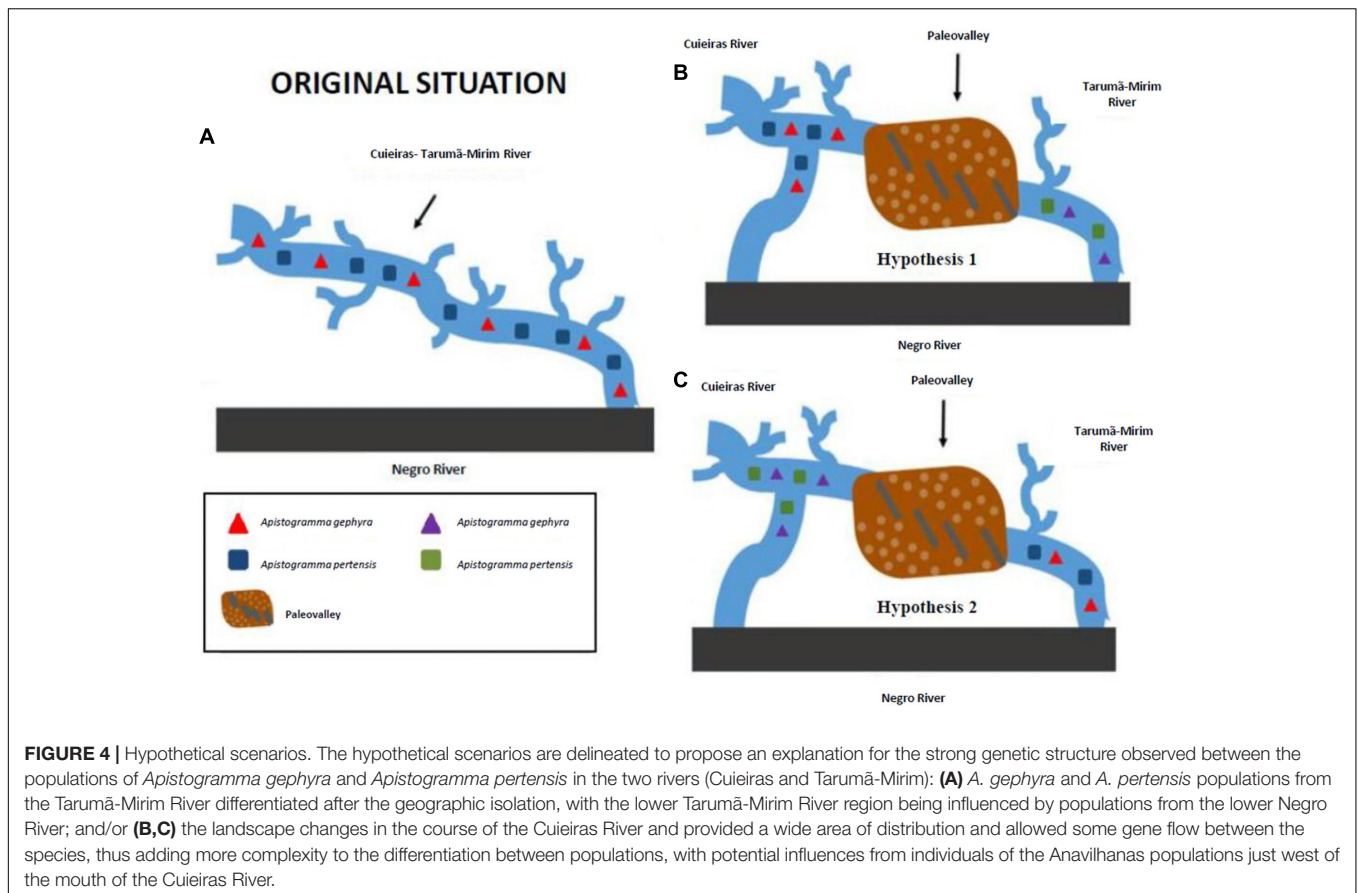 ORIGINAL SITUATION
A
Cuieiras- Tarumã-Mirim River
Negro River
Apistogramma gephyra
Apistogramma gephyra
Apistogramma pertensis
Apistogramma pertensis
Paleovalley
B
Cuieiras River
Paleovalley
Tarumã-Mirim
River
Hypothesis 1
Negro River
C
Cuieiras River
Paleovalley
Tarumã-Mirim
River
Hypothesis 2
Negro River
FIGURE 4 | Hypothetical scenarios. The hypothetical scenarios are delineated to propose an explanation for the strong genetic structure observed between the
populations of Apistogramma gephyra and Apistogramma pertensis in the two rivers (Cuieiras and Tarumã-Mirim): (A) A. gephyra and A. pertensis populations from
the Tarumã-Mirim River differentiated after the geographic isolation, with the lower Tarumã-Mirim River region being influenced by populations from the lower Negro
River; and/or (B,C) the landscape changes in the course of the Cuieiras River and provided a wide area of distribution and allowed some gene flow between the
species, thus adding more complexity to the differentiation between populations, with potential influences from individuals of the Anavilhanas populations just west of
the mouth of the Cuieiras River.